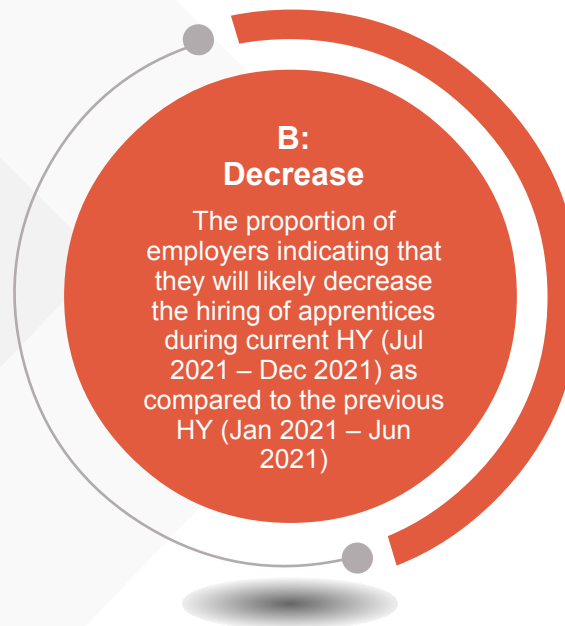 B:
Decrease
The proportion of
employers indicating that
they will likely decrease
the hiring of apprentices
during current HY (Jul
2021 – Dec 2021) as
compared to the previous
HY (Jan 2021 – Jun
2021)